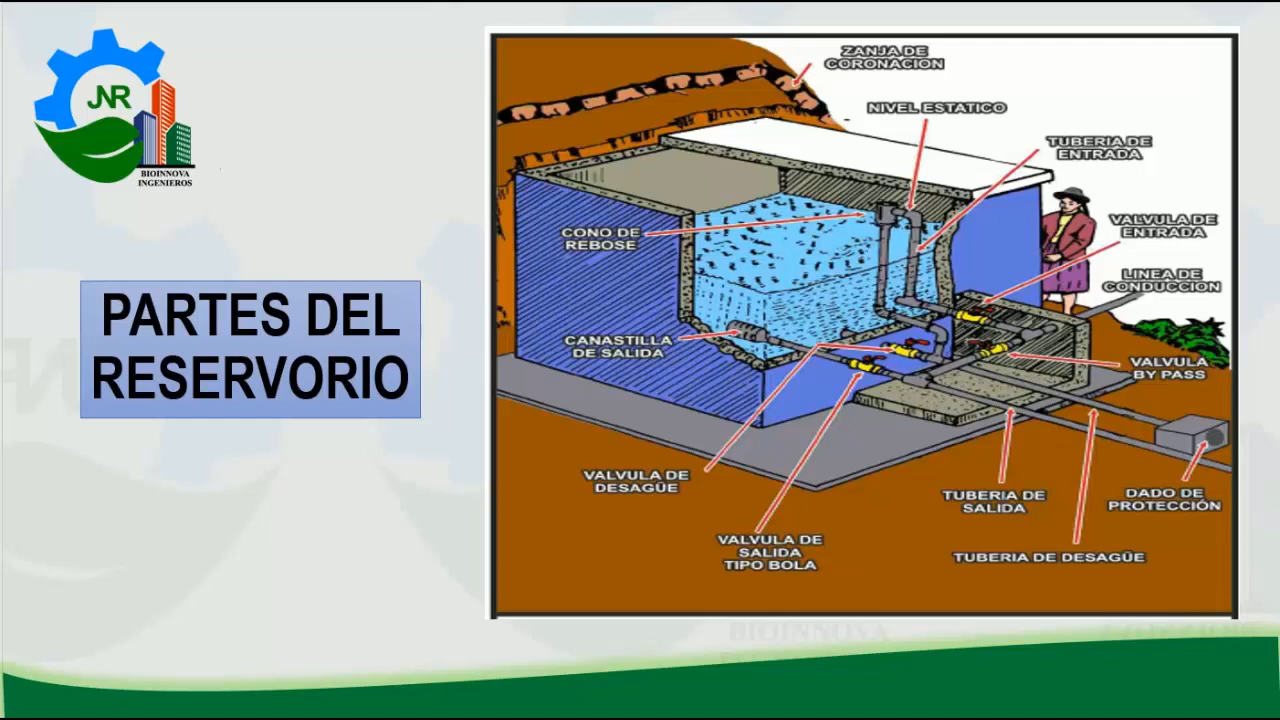 JNR
BIOINNOVA
INGENIEROS
PARTES DEL
RESERVORIO
ZANJA DE
CORONACION
NIVEL ESTATICO
TUBERIA DE
ENTRADA
VALVULA DE
ENTRADA
CONO DE
REBOSE
LINEA DE
CONDUCCION
CANASTILLA
DE SALIDA
VALVULA
BY PASS
VALVULA DE
DESAGÜE
TUBERIA DE
SALIDA
DADO DE
PROTECCIÓN
VALVULA DE
SALIDA
TIPO BOLA
TUBERIA DE DESAGÜE
BIOINNOVA